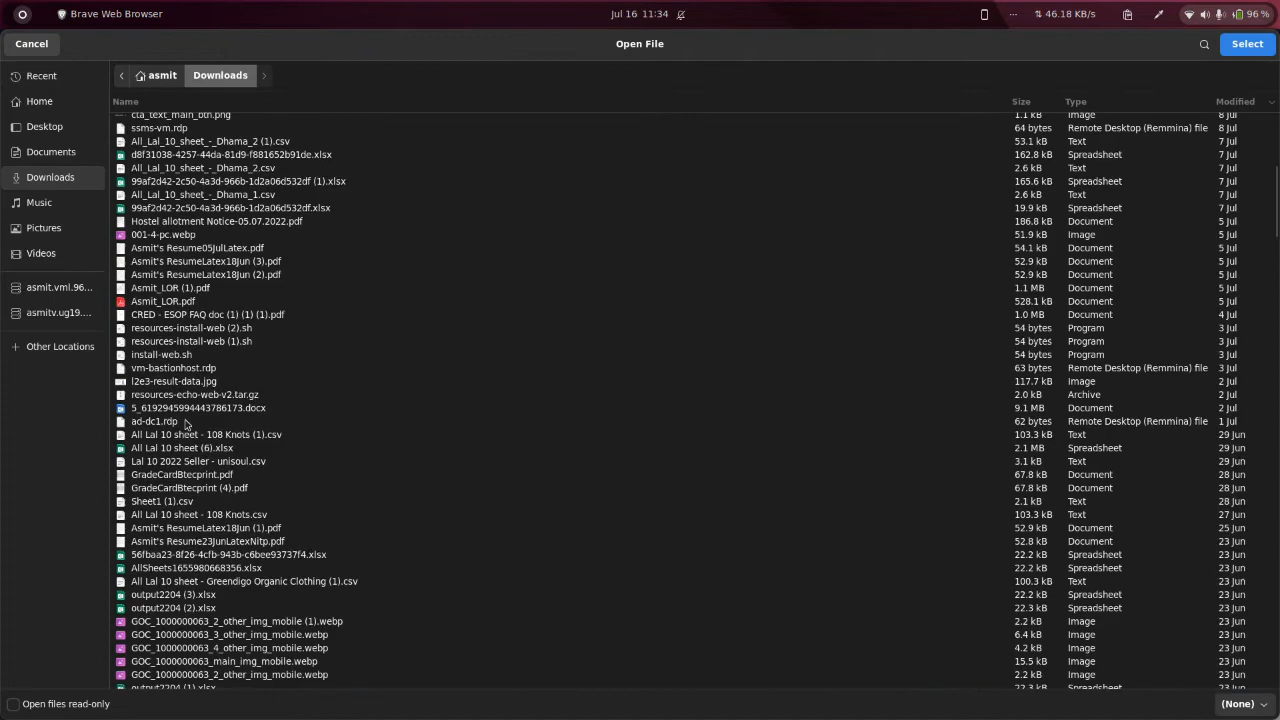 Brave Web Browser Jul 16 11:34 ... 46.18 KB/s 96 %
Cancel Open File Select
Recent
Home
Desktop
Documents
Downloads
Music
Pictures
Videos
asmit.vml.96...
asmitv.ug19....
+ Other Locations
asmit Downloads
Name Size Type Modified
cta_text_main_btn.png 1.1 kB Image 8 Jul
ssms-vm.rdp 64 bytes Remote Desktop (Remmina) file 8 Jul
All_Lal_10_sheet_-_Dhama_2 (1).csv 53.1 kB Text 7 Jul
d8f31038-4257-44da-81d9-f881652b91de.xlsx 162.8 kB Spreadsheet 7 Jul
All_Lal_10_sheet_-_Dhama_2.csv 2.6 kB Text 7 Jul
99af2d42-2c50-4a3d-966b-1d2a06d532df (1).xlsx 165.6 kB Spreadsheet 7 Jul
All_Lal_10_sheet_-_Dhama_1.csv 2.6 kB Text 7 Jul
99af2d42-2c50-4a3d-966b-1d2a06d532df.xlsx 19.9 kB Spreadsheet 7 Jul
Hostel allotment Notice-05.07.2022.pdf 186.8 kB Document 5 Jul
001-4-pc.webp 51.9 kB Image 5 Jul
Asmit's Resume05JulLatex.pdf 54.1 kB Document 5 Jul
Asmit's ResumeLatex18Jun (3).pdf 52.9 kB Document 5 Jul
Asmit's ResumeLatex18Jun (2).pdf 52.9 kB Document 5 Jul
Asmit_LOR (1).pdf 1.1 MB Document 5 Jul
Asmit_LOR.pdf 528.1 kB Document 5 Jul
CRED - ESOP FAQ doc (1) (1) (1).pdf 1.0 MB Document 4 Jul
resources-install-web (2).sh 54 bytes Program 3 Jul
resources-install-web (1).sh 54 bytes Program 3 Jul
install-web.sh 54 bytes Program 3 Jul
vm-bastionhost.rdp 63 bytes Remote Desktop (Remmina) file 3 Jul
l2e3-result-data.jpg 117.7 kB Image 2 Jul
resources-echo-web-v2.tar.gz 2.0 kB Archive 2 Jul
5_6192945994443786173.docx 9.1 MB Document 2 Jul
ad-dc1.rdp 62 bytes Remote Desktop (Remmina) file 1 Jul
All Lal 10 sheet - 108 Knots (1).csv 103.3 kB Text 29 Jun
All Lal 10 sheet (6).xlsx 2.1 MB Spreadsheet 29 Jun
Lal 10 2022 Seller - unisoul.csv 3.1 kB Text 29 Jun
GradeCardBtecprint.pdf 67.8 kB Document 28 Jun
GradeCardBtecprint (4).pdf 67.8 kB Document 28 Jun
Sheet1 (1).csv 2.1 kB Text 28 Jun
All Lal 10 sheet - 108 Knots.csv 103.3 kB Text 27 Jun
Asmit's ResumeLatex18Jun (1).pdf 52.9 kB Document 25 Jun
Asmit's Resume23JunLatexNitp.pdf 52.8 kB Document 23 Jun
56fbaa23-8f26-4cfb-943b-c6bee93737f4.xlsx 22.2 kB Spreadsheet 23 Jun
AllSheets1655980668356.xlsx 22.2 kB Spreadsheet 23 Jun
All Lal 10 sheet - Greendigo Organic Clothing (1).csv 100.3 kB Text 23 Jun
output2204 (3).xlsx 22.2 kB Spreadsheet 23 Jun
output2204 (2).xlsx 22.3 kB Spreadsheet 23 Jun
GOC_1000000063_2_other_img_mobile (1).webp 2.2 kB Image 23 Jun
GOC_1000000063_3_other_img_mobile.webp 6.4 kB Image 23 Jun
GOC_1000000063_4_other_img_mobile.webp 4.2 kB Image 23 Jun
GOC_1000000063_main_img_mobile.webp 15.5 kB Image 23 Jun
GOC_1000000063_2_other_img_mobile.webp 2.2 kB Image 23 Jun
output2204 (1).xlsx 22.3 kB Spreadsheet 23 Jun
Open files read-only (None)